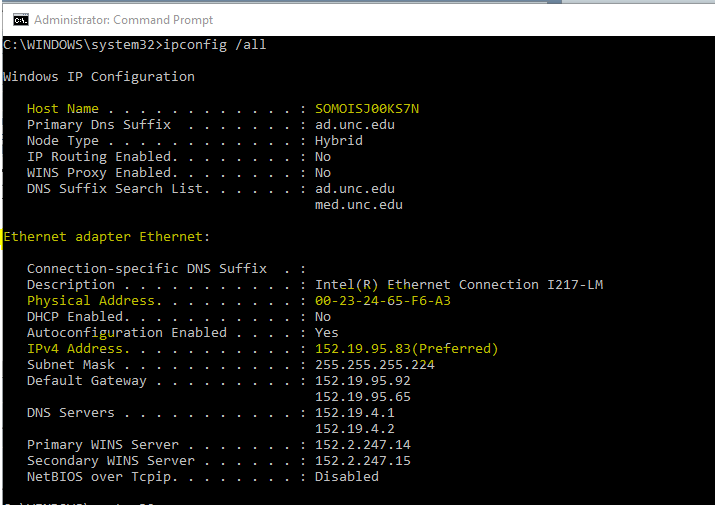 Administrator: Command Prompt
C:\WINDOWS\system32>ipconfig /all
Windows IP Configuration
Host Name . . . . . . . . . . . . : SOMOISJ00KS7N
Primary Dns Suffix  . . . . . . . : ad.unc.edu
Node Type . . . . . . . . . . . . : Hybrid
IP Routing Enabled. . . . . . . . : No
WINS Proxy Enabled. . . . . . . . : No
DNS Suffix Search List. . . . . . : ad.unc.edu
med.unc.edu
Ethernet adapter Ethernet:
Connection-specific DNS Suffix  . :
Description . . . . . . . . . . . : Intel(R) Ethernet Connection I217-LM
Physical Address. . . . . . . . . : 00-23-24-65-F6-A3
DHCP Enabled. . . . . . . . . . . : No
Autoconfiguration Enabled . . . . : Yes
IPv4 Address. . . . . . . . . . . : 152.19.95.83(Preferred)
Subnet Mask . . . . . . . . . . . : 255.255.255.224
Default Gateway . . . . . . . . . : 152.19.95.92
152.19.95.65
DNS Servers . . . . . . . . . . . : 152.19.4.1
152.19.4.2
Primary WINS Server . . . . . . . : 152.2.247.14
Secondary WINS Server . . . . . . : 152.2.247.15
NetBIOS over Tcpip. . . . . . . . : Disabled